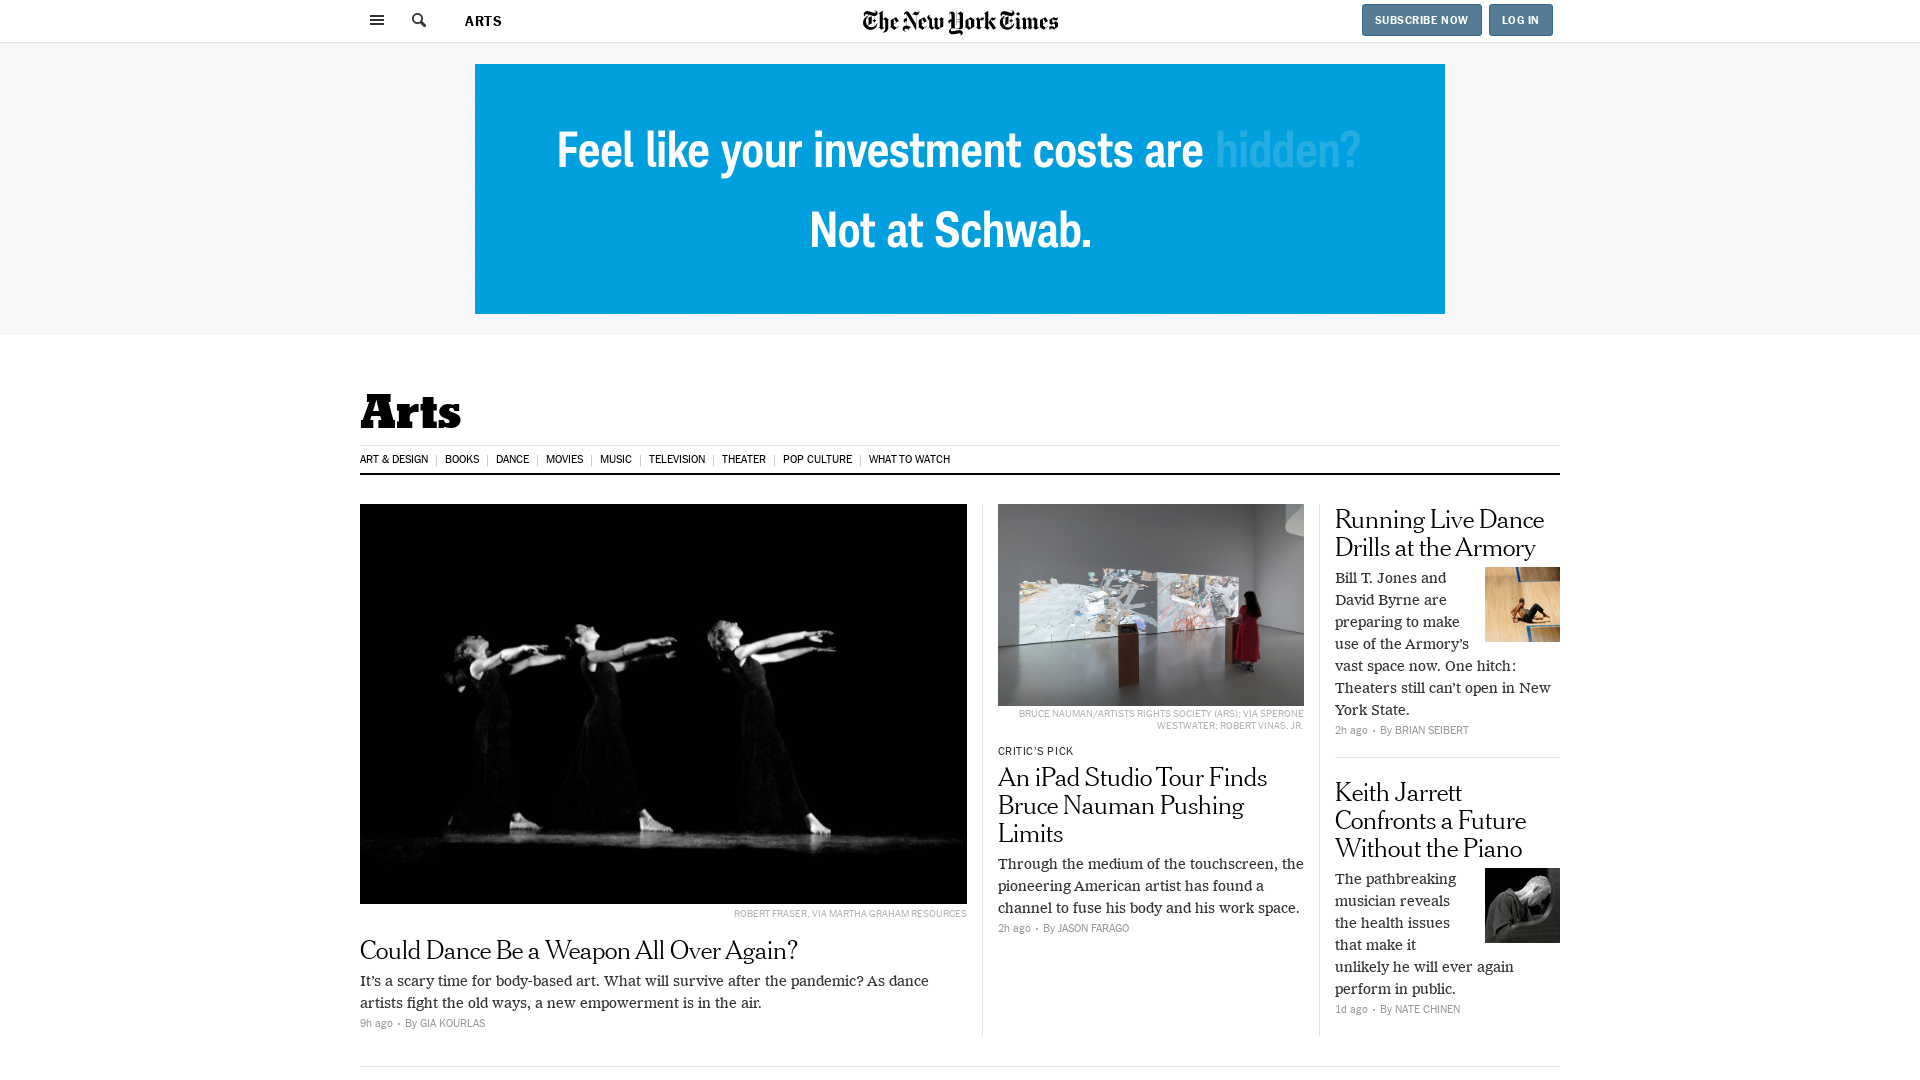 ARTS
The New York Times
SUBSCRIBE NOW
LOG IN
Feel like your investment costs are hidden?
Not at Schwab.
Arts
ART & DESIGN
BOOKS
DANCE
MOVIES
MUSIC
TELEVISION
THEATER
POP CULTURE
WHAT TO WATCH
ROBERT FRASER, VIA MARTHA GRAHAM RESOURCES
Could Dance Be a Weapon All Over Again?
It’s a scary time for body-based art. What will survive after the pandemic? As dance
artists fight the old ways, a new empowerment is in the air.
9h ago · By GIA KOURLAS
BRUCE NAUMAN/ARTISTS RIGHTS SOCIETY (ARS); VIA SPERONE
WESTWATER; ROBERT VINAS, JR.
CRITIC’S PICK
An iPad Studio Tour Finds
Bruce Nauman Pushing
Limits
Through the medium of the touchscreen, the
pioneering American artist has found a
channel to fuse his body and his work space.
2h ago · By JASON FARAGO
Running Live Dance
Drills at the Armory
Bill T. Jones and
David Byrne are
preparing to make
use of the Armory’s
vast space now. One hitch:
Theaters still can’t open in New
York State.
2h ago · By BRIAN SEIBERT
Keith Jarrett
Confronts a Future
Without the Piano
The pathbreaking
musician reveals
the health issues
that make it
unlikely he will ever again
perform in public.
1d ago · By NATE CHINEN